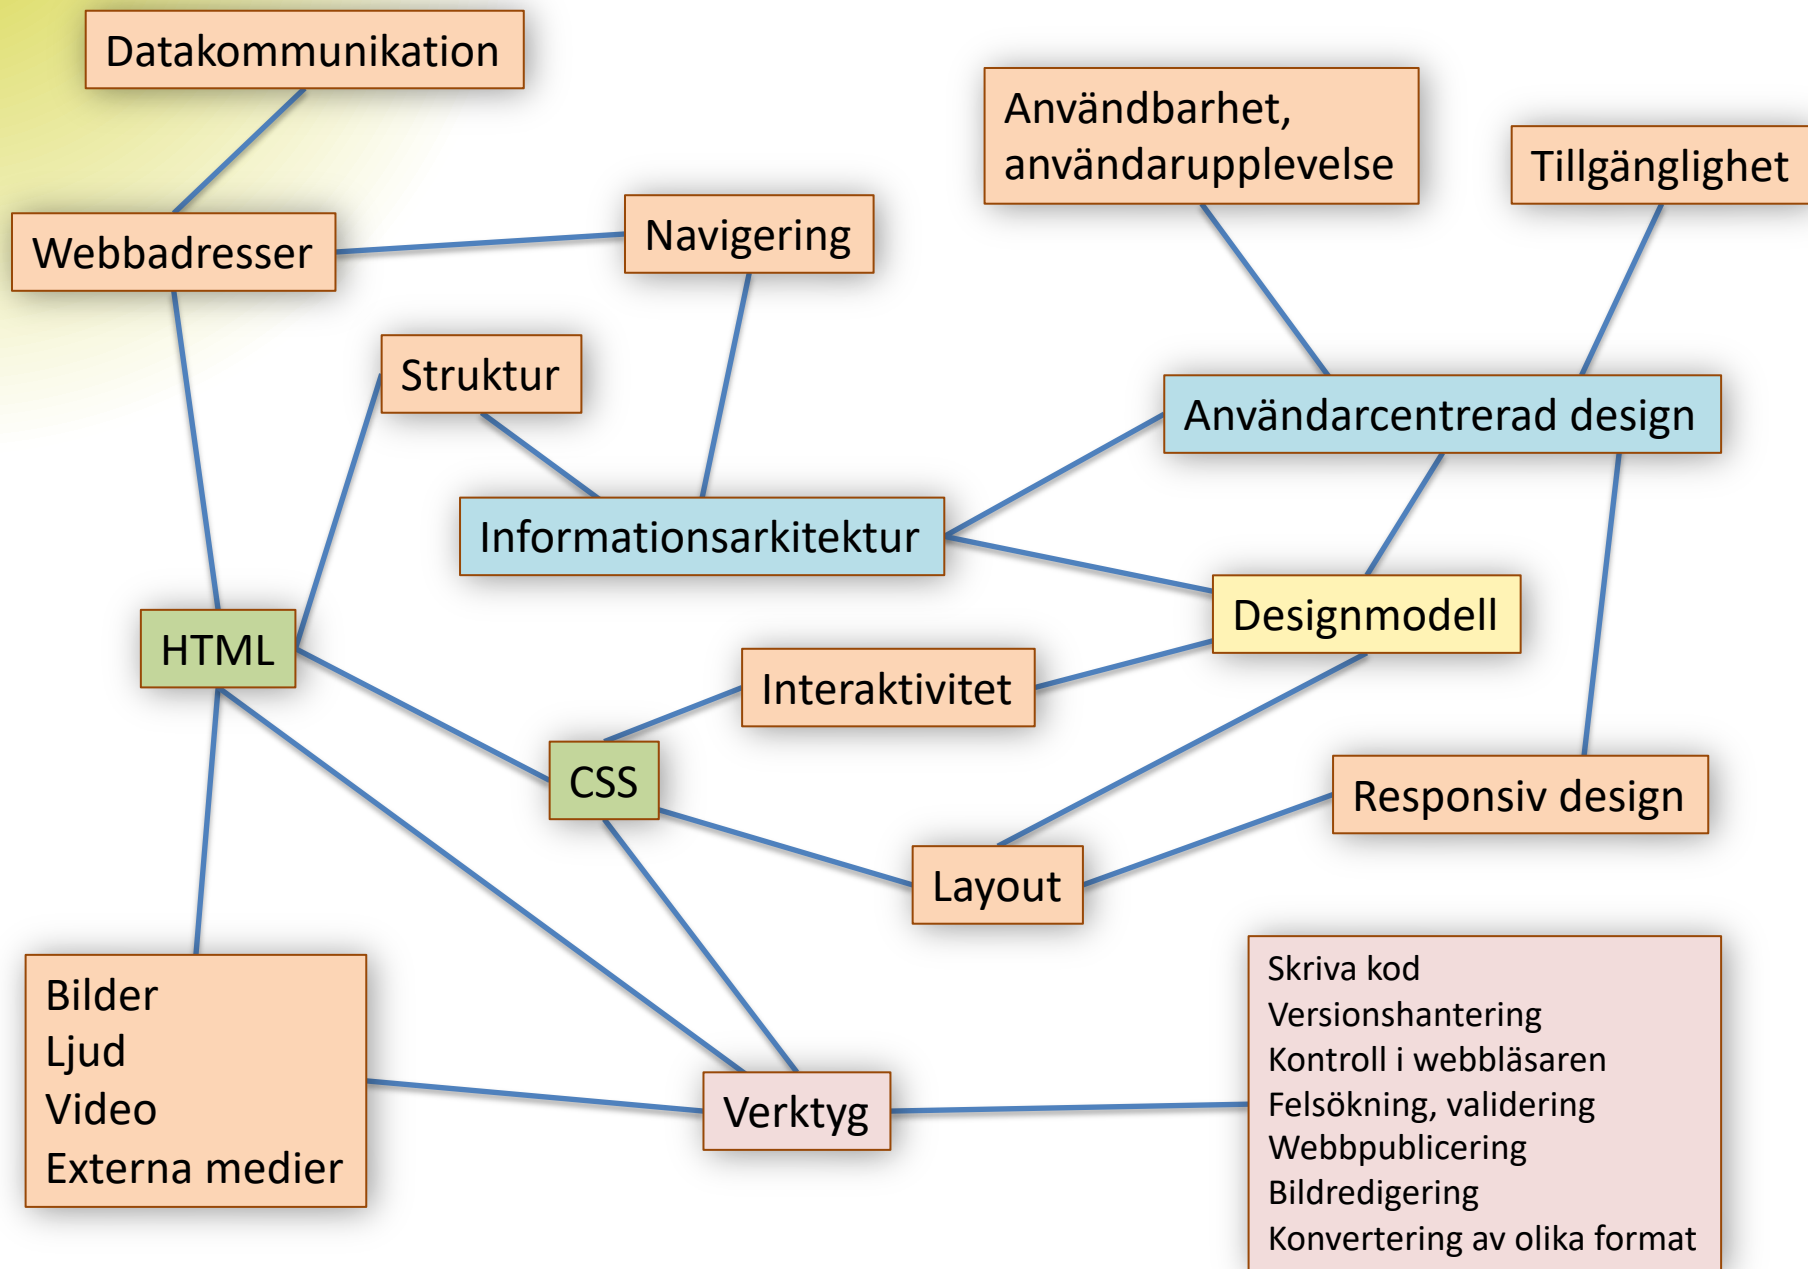 Datakommunikation
Användbarhet,
användarupplevelse
Tillgänglighet
Webbadresser
Navigering
Struktur
Användarcentrerad design
Informationsarkitektur
Designmodell
HTML
Interaktivitet
CSS
Responsiv design
Layout
Bilder
Ljud
Video
Externa medier
Verktyg
Skriva kod
Versionshantering
Kontroll i webbläsaren
Felsökning, validering
Webbpublicering
Bildredigering
Konvertering av olika format